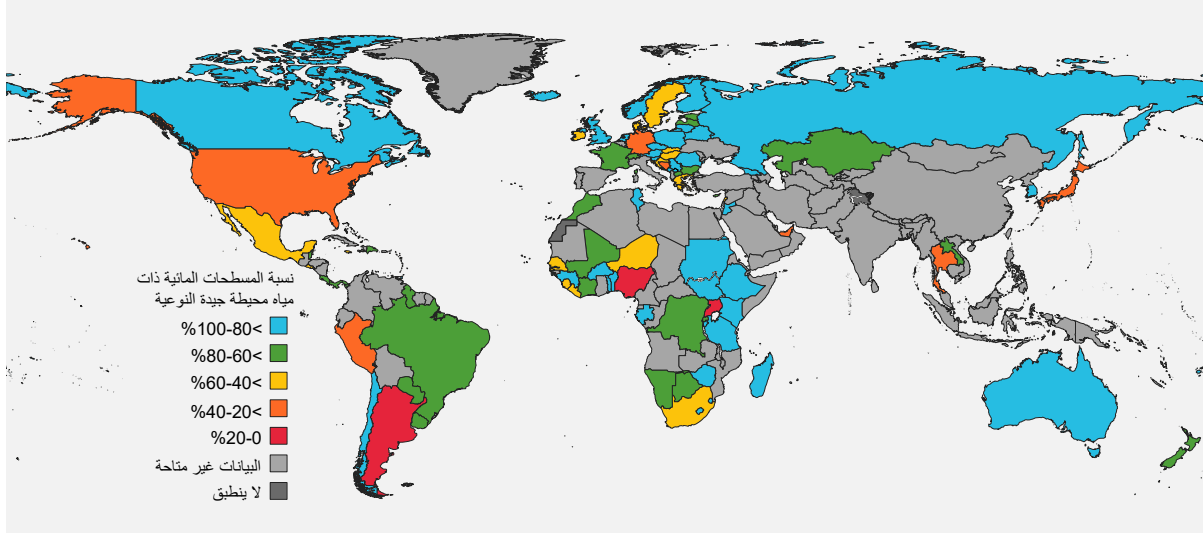 نسبة المسطحات المائية ذات
مياه محيطة جيدة النوعية
%100-80<
%80-60<
%60-40<
%40-20<
%20-0
البيانات غير متاحة
لا ينطبق